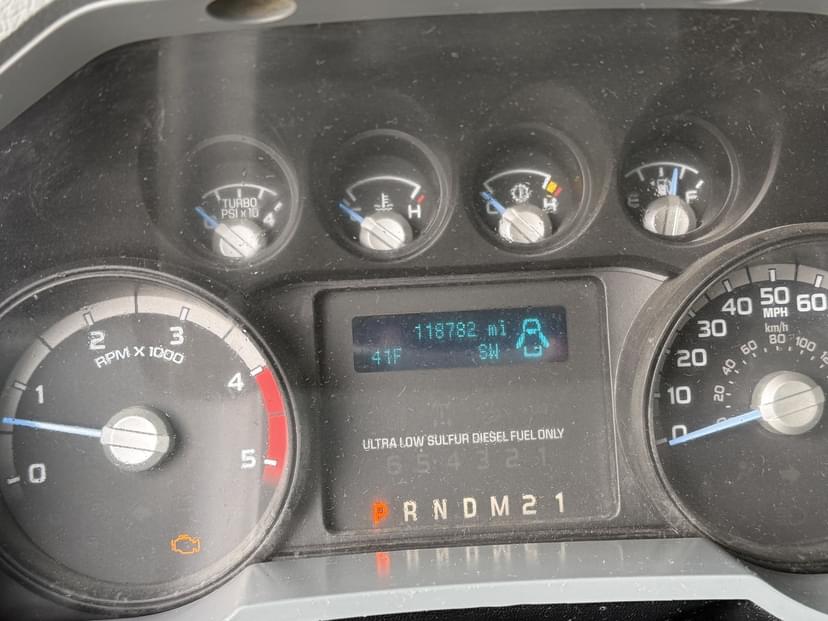 TURBO
PSI x 10
0 4
C H
C H
E F
0 1 2 3 4 5
RPM X 1000
118782 mi
41F SW
ULTRA LOW SULFUR DIESEL FUEL ONLY
6 5 4 3 2 1
P R N D M 2 1
0 10 20 30 40 50 60
MPH
km/h
20 40 60 80 100